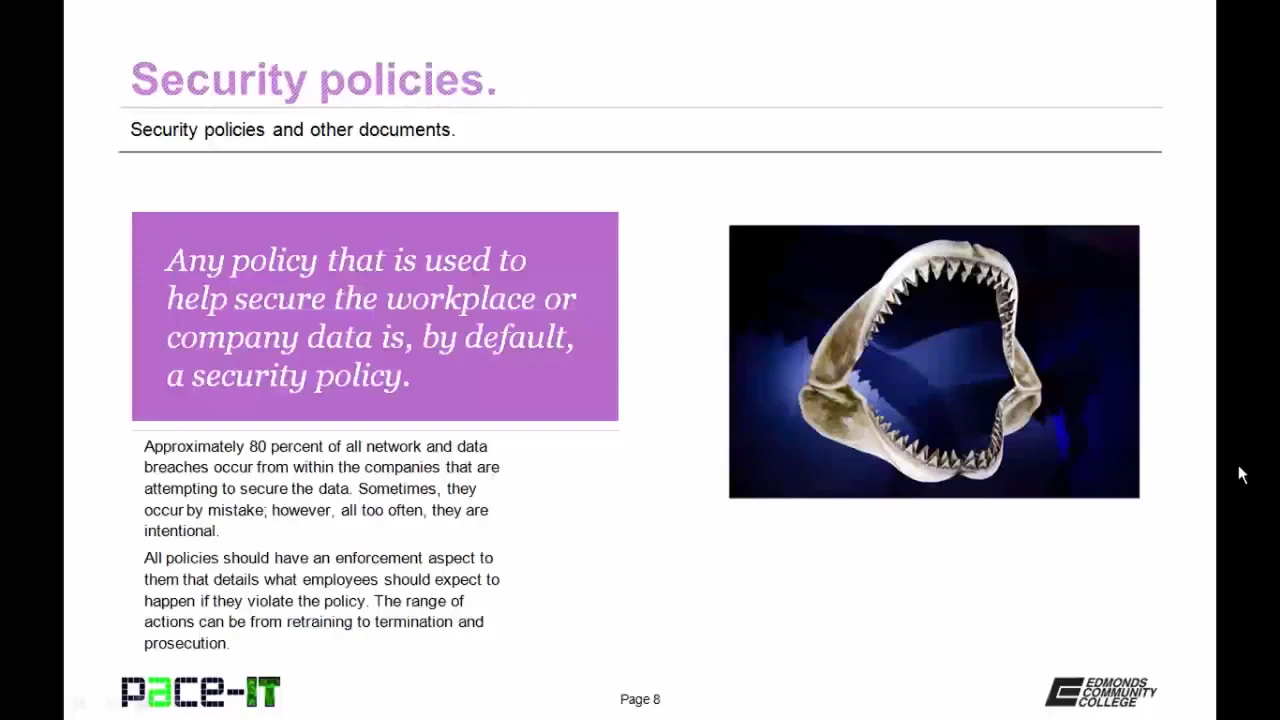 Security policies.
Security policies and other documents.
Any policy that is used to
help secure the workplace or
company data is, by default,
a security policy.
Approximately 80 percent of all network and data
breaches occur from within the companies that are
attempting to secure the data. Sometimes, they
occur by mistake; however, all too often, they are
intentional.
All policies should have an enforcement aspect to
them that details what employees should expect to
happen if they violate the policy. The range of
actions can be from retraining to termination and
prosecution.
pace-IT
Page 8
EDMONDS
COMMUNITY
COLLEGE